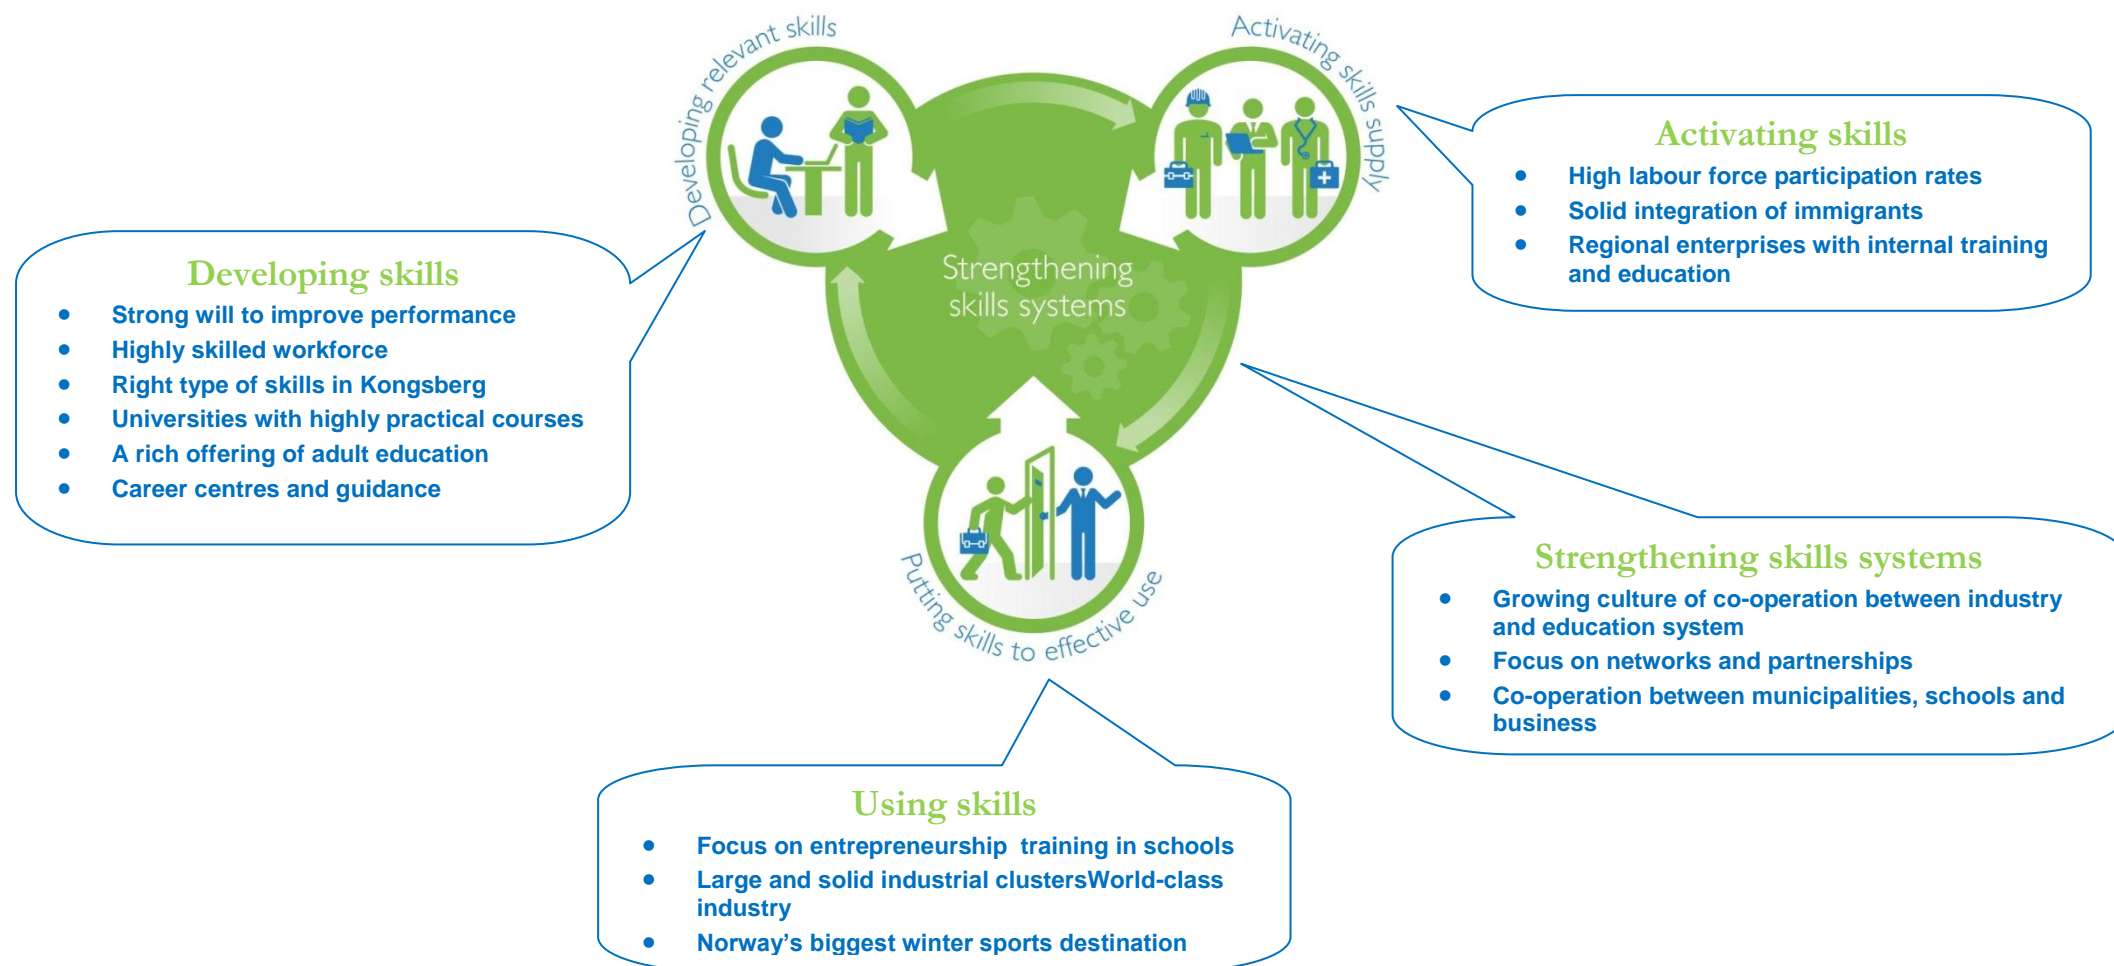 Developing relevant skills
Activating skills supply
Strengthening
skills systems
Putting skills to effective use
Developing skills
• Strong will to improve performance
• Highly skilled workforce
• Right type of skills in Kongsberg
• Universities with highly practical courses
• A rich offering of adult education
• Career centres and guidance
Activating skills
• High labour force participation rates
• Solid integration of immigrants
• Regional enterprises with internal training
and education
Strengthening skills systems
• Growing culture of co-operation between industry
and education system
• Focus on networks and partnerships
• Co-operation between municipalities, schools and
business
Using skills
• Focus on entrepreneurship  training in schools
• Large and solid industrial clustersWorld-class
industry
• Norway’s biggest winter sports destination